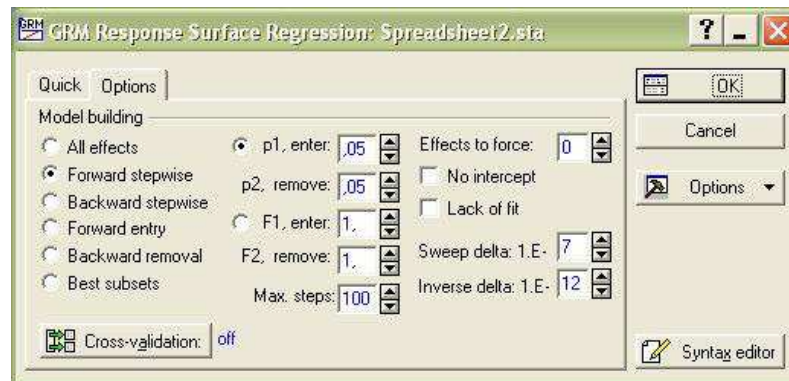 GRM GRM Response Surface Regression: Spreadsheet2.sta ?
Quick Options
Model building
All effects
Forward stepwise
Backward stepwise
Forward entry
Backward removal
Best subsets
p1, enter: ,05
p2, remove: ,05
F1, enter: 1,
F2, remove: 1,
Max. steps: 100
Effects to force: 0
No intercept
Lack of fit
Sweep delta: 1.E- 7
Inverse delta: 1.E- 12
Cross-validation: off
OK
Cancel
Options
Syntax editor